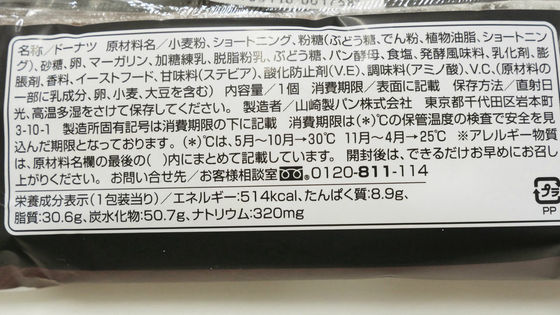 名称/ドーナツ 原材料名/小麦粉、ショートニング、粉糖(ぶどう糖、でん粉、植物油脂、ショートニン
グ)、砂糖、卵、マーガリン、加糖練乳、脱脂粉乳、ぶどう糖、パン酵母、食塩、発酵風味料、乳化剤、膨
脹剤、香料、イーストフード、甘味料(ステビア)、酸化防止剤(V.E)、調味料(アミノ酸)、V.C、(原材料の
一部に乳成分、卵、小麦、大豆を含む) 内容量/1個 消費期限/表面に記載 保存方法/直射日
光、高温多湿をさけて保存してください。 製造者/山崎製パン株式会社 東京都千代田区岩本町
3-10-1 製造所固有記号は消費期限の下に記載 消費期限は(*)℃の保管温度の検査で安全を見
込んだ期限となっております。(*)℃は、5月〜10月→30℃ 11月〜4月→25℃ ※アレルギー物質
は、原材料名欄の最後の( )内にまとめて記載しています。 開封後は、できるだけお早めにお召し
上がりください。 お問い合せ先/お客様相談室 0120-811-114
栄養成分表示(1包装当り)/エネルギー:514kcal、たんぱく質:8.9g、
脂質:30.6g、炭水化物:50.7g、ナトリウム:320mg
プラ
PP